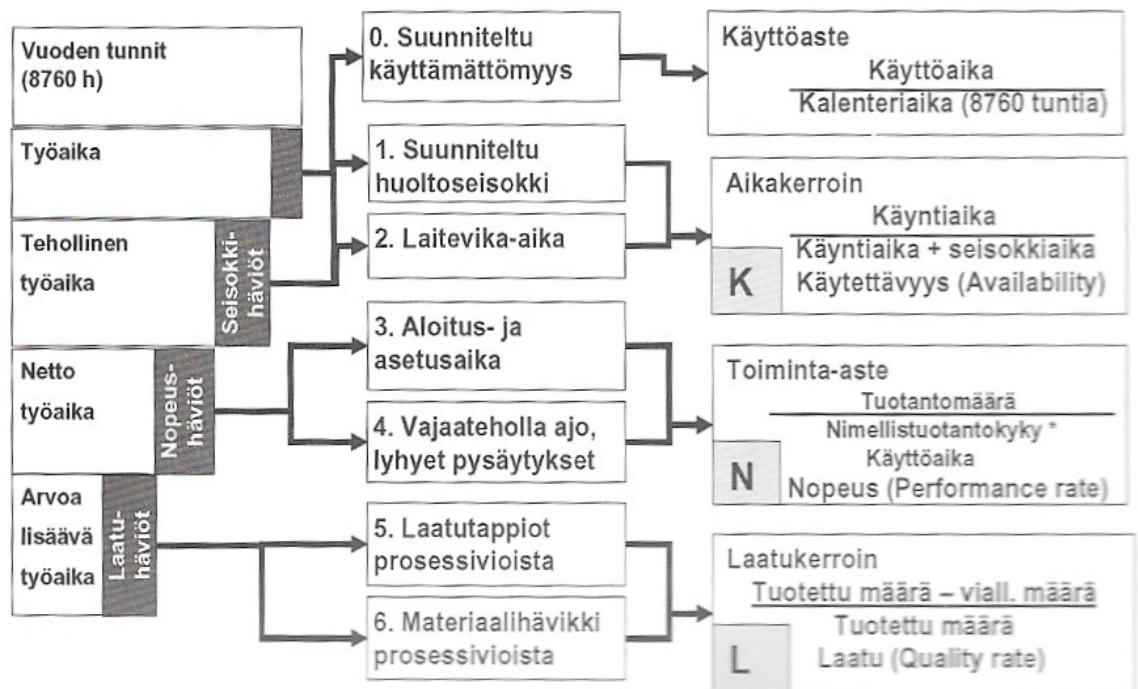 Vuoden tunnit
(8760 h)
Työaika
Tehollinen
työaika
Seisokki-
häviöt
Netto
työaika
Nopeus-
häviöt
Arvoa
lisäävä
työaika
Laatu-
häviöt
0. Suunniteltu
käyttämättömyys
1. Suunniteltu
huoltoseisokki
2. Laitevika-aika
3. Aloitus- ja
asetusaika
4. Vajaateholla ajo,
lyhyet pysäytykset
5. Laatutappiot
prosessivioista
6. Materiaalihävikki
prosessivioista
Käyttöaste
Käyttöaika
Kalenteriaika (8760 tuntia)
Aikakerroin
Käyntiaika
Käyntiaika + seisokkiaika
K
Käytettävyys (Availability)
Toiminta-aste
Tuotantomäärä
Nimellistuotantokyky *
Käyttöaika
N
Nopeus (Performance rate)
Laatukerroin
Tuotettu määrä – viall. määrä
Tuotettu määrä
L
Laatu (Quality rate)